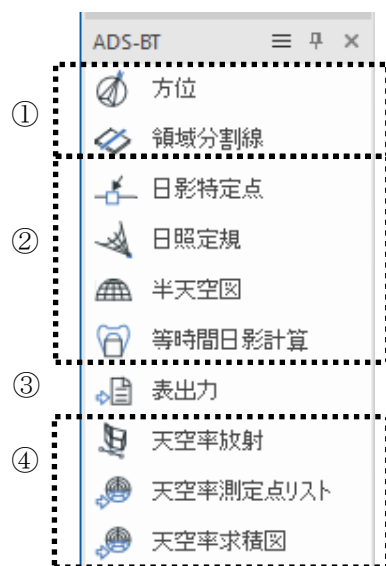 ADS-BT
① 方位
領域分割線
② 日影特定点
日照定規
半天空図
等時間日影計算
③ 表出力
④ 天空率放射
天空率測定点リスト
天空率求積図